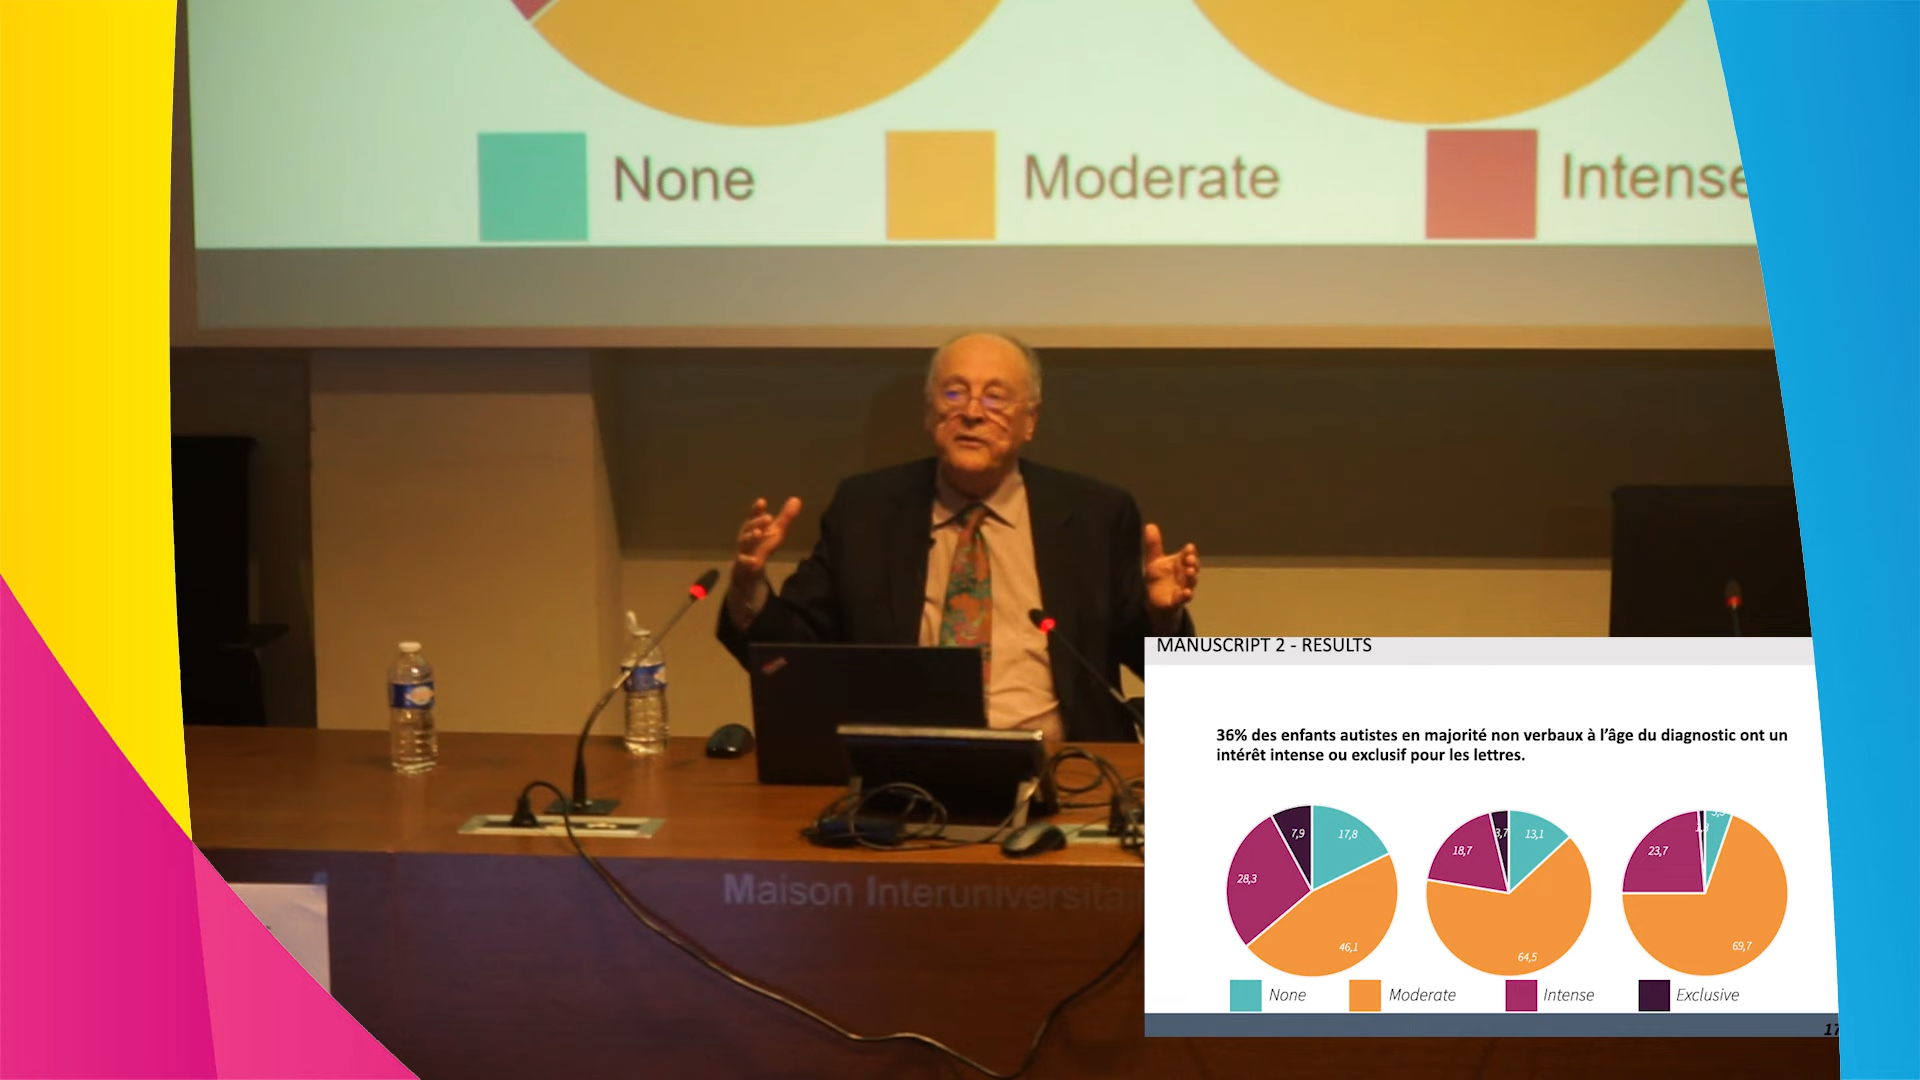 None
Moderate
Intense
Maison Interuniversita
MANUSCRIPT 2 - RESULTS
36% des enfants autistes en majorité non verbaux à l'âge du diagnostic ont un
intérêt intense ou exclusif pour les lettres.
7,9
17,8
28,3
46,1
3,7
13,1
18,7
64,5
23,7
69,7
None
Moderate
Intense
Exclusive
17